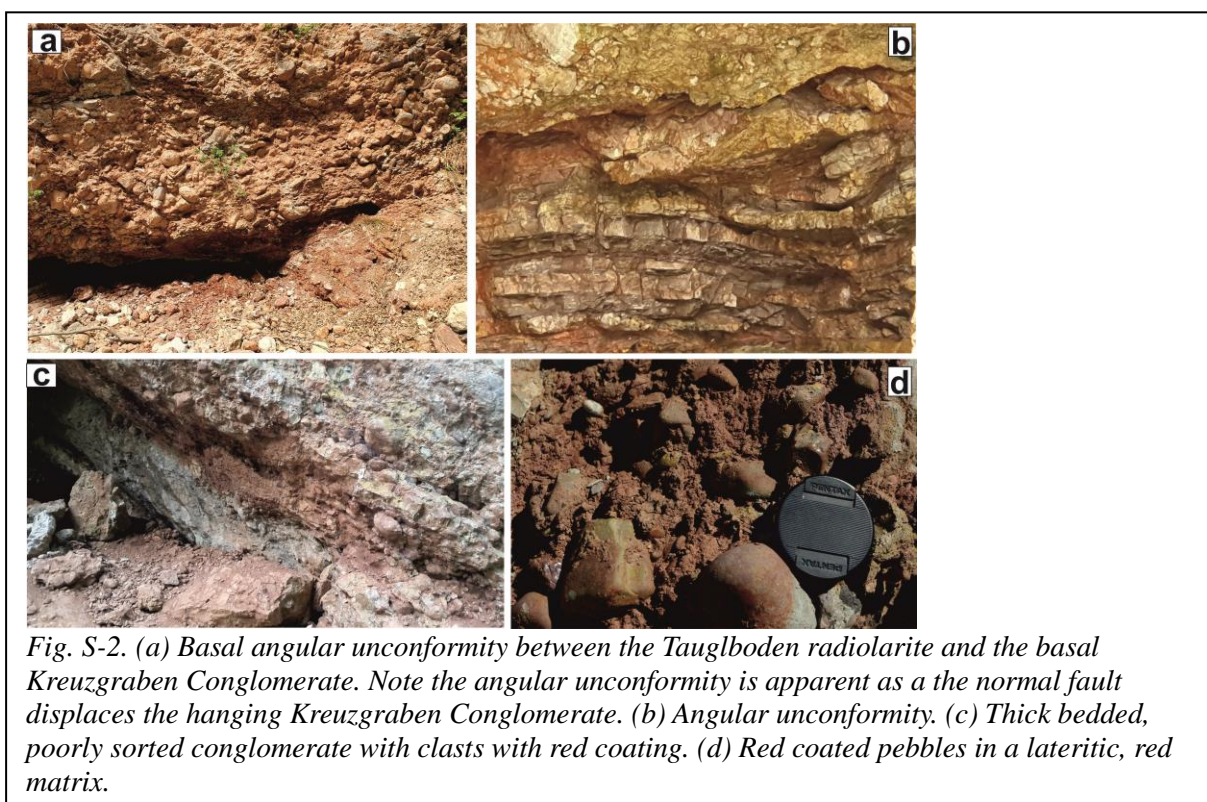 a
b
c
d
PENTAX
PENTAX
Fig. S-2. (a) Basal angular unconformity between the Tauglboden radiolarite and the basal
Kreuzgraben Conglomerate. Note the angular unconformity is apparent as a the normal fault
displaces the hanging Kreuzgraben Conglomerate. (b) Angular unconformity. (c) Thick bedded,
poorly sorted conglomerate with clasts with red coating. (d) Red coated pebbles in a lateritic, red
matrix.